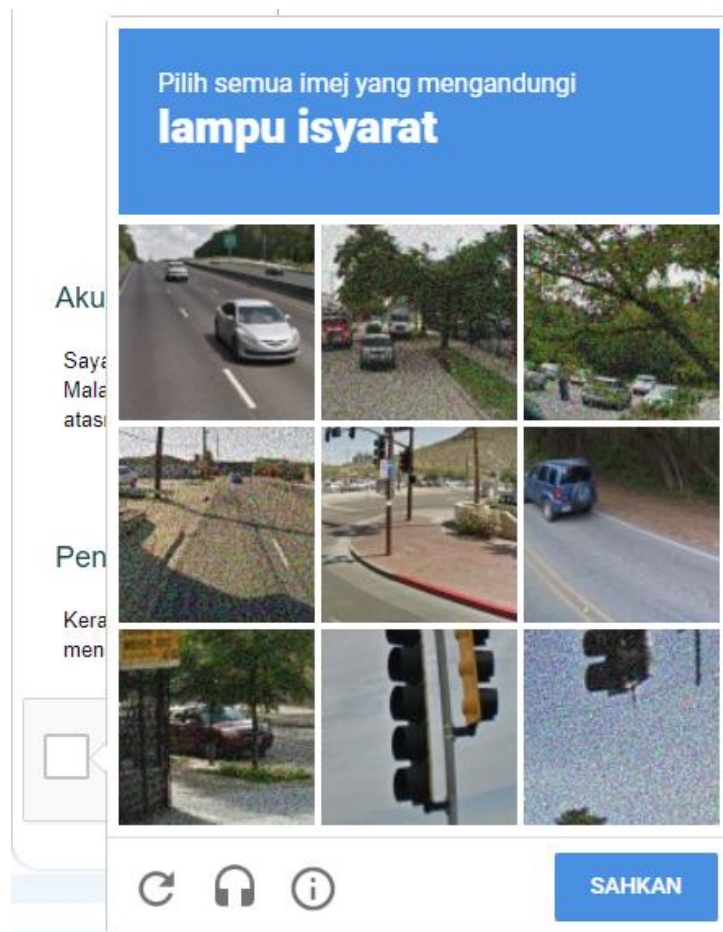 Pilih semua imej yang mengandungi
lampu isyarat
Aku
Saya
Mala
atas
Pen
Kera
men
SAHKAN